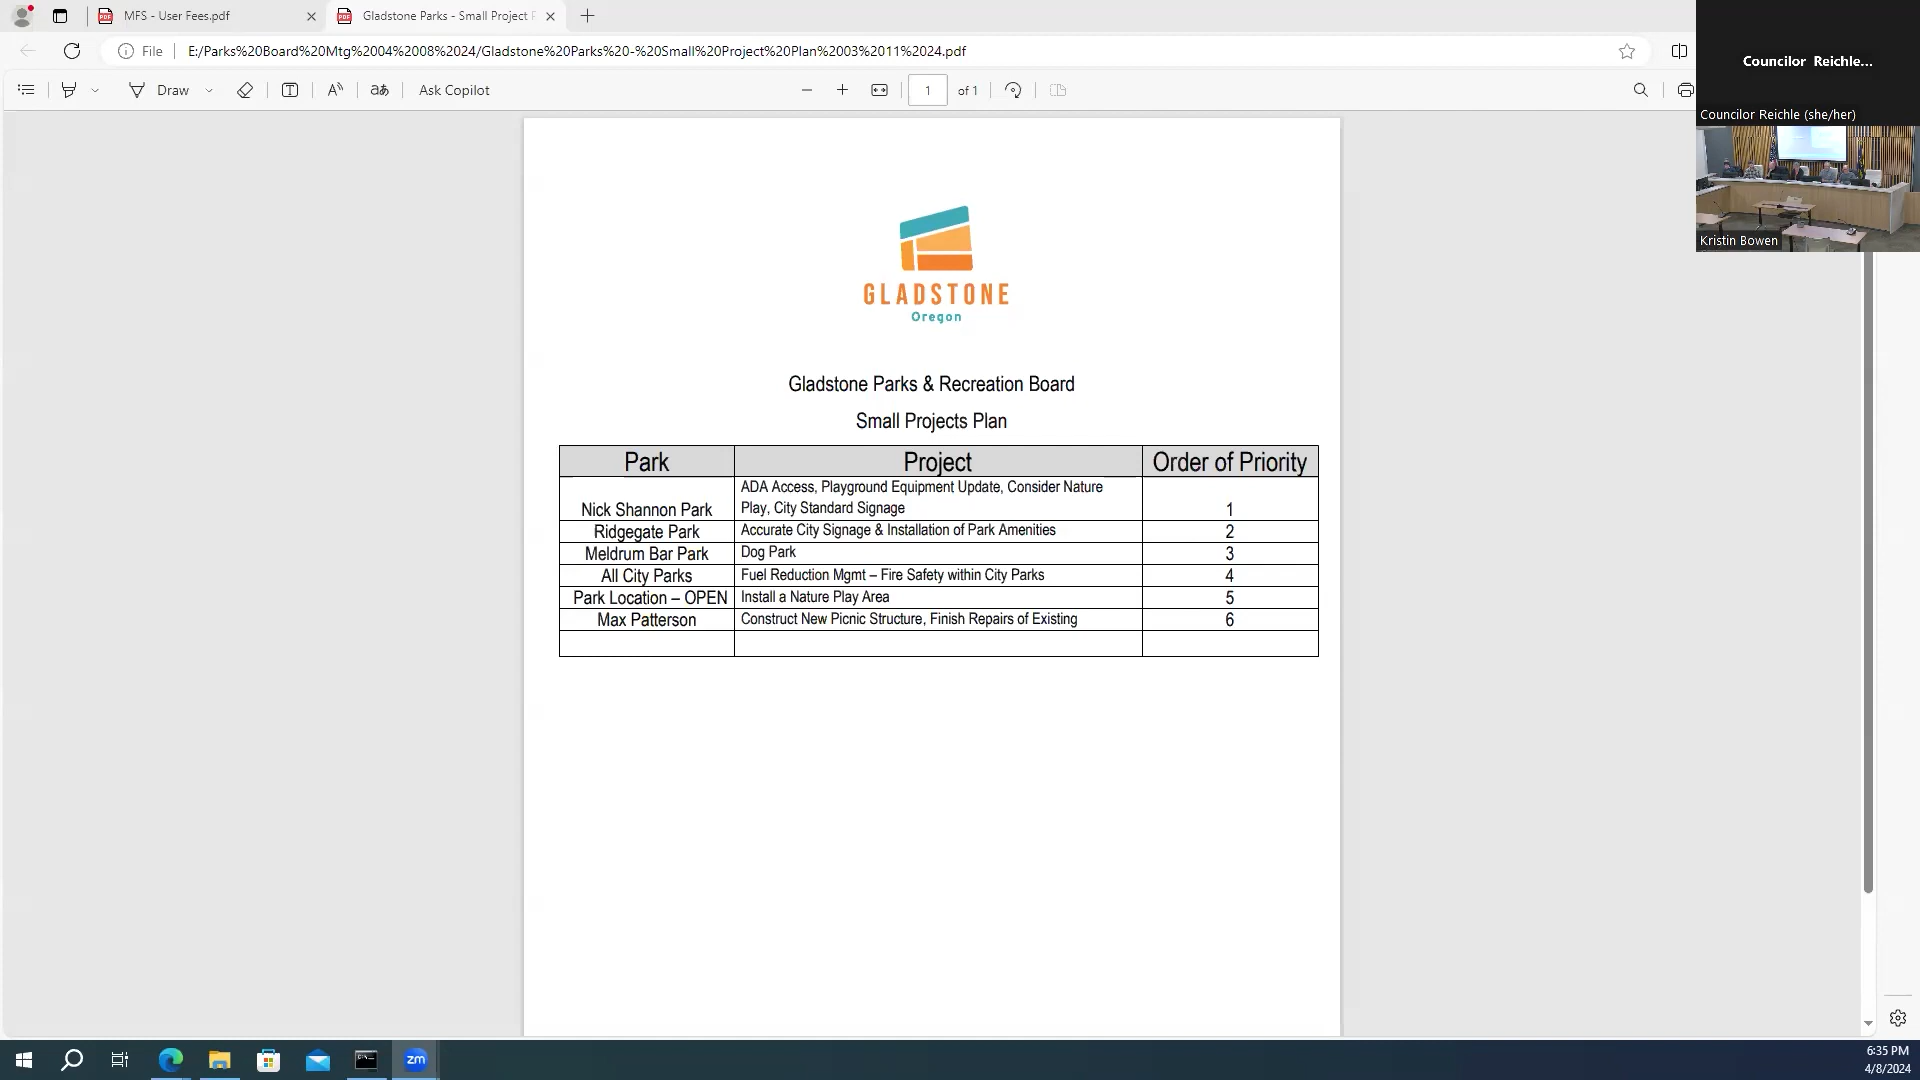 MFS - User Fees.pdf
Gladstone Parks - Small Project P
File
E:/Parks%20Board%20Mtg%2004%2008%2024/Gladstone%20Parks%20-%20Small%20Project%20Plan%2003%2011%2024.pdf
Draw
Ask Copilot
1 of 1
Councilor Reichle...
Councilor Reichle (she/her)
Kristin Bowen
GLADSTONE
Oregon
Gladstone Parks & Recreation Board
Small Projects Plan
Park Project Order of Priority
ADA Access, Playground Equipment Update, Consider Nature
Nick Shannon Park Play, City Standard Signage 1
Ridgegate Park Accurate City Signage & Installation of Park Amenities 2
Meldrum Bar Park Dog Park 3
All City Parks Fuel Reduction Mgmt – Fire Safety within City Parks 4
Park Location – OPEN Install a Nature Play Area 5
Max Patterson Construct New Picnic Structure, Finish Repairs of Existing 6
zm
6:35 PM
4/8/2024